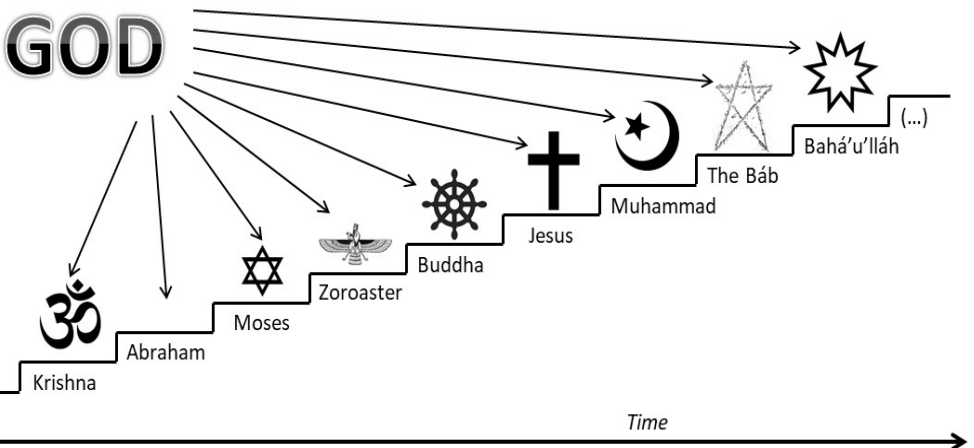 GOD
Krishna
Abraham
Moses
Zoroaster
Buddha
Jesus
Muhammad
The Báb
Bahá’u’lláh
(...)
Time